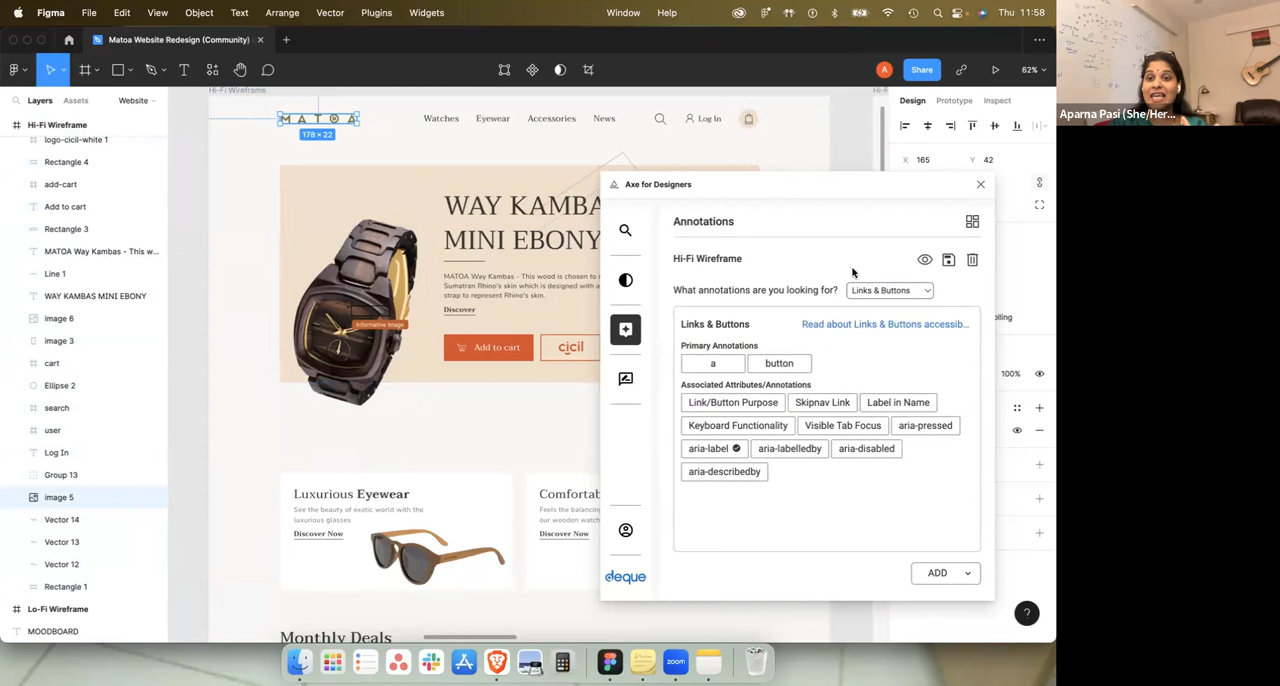 Figma File Edit View Object Text Arrange Vector Plugins Widgets Window Help Thu 11:58
Matoa Website Redesign (Community)
A Share 62%
Layers Assets Website
Hi-Fi Wireframe
logo-cicil-white 1
Rectangle 4
add-cart
Add to cart
Rectangle 3
MATOA Way Kambas - This w...
Line 1
WAY KAMBAS MINI EBONY
image 6
image 3
cart
Ellipse 2
search
user
Log In
Group 13
image 5
Vector 14
Vector 13
Vector 12
Rectangle 1
Lo-Fi Wireframe
MOODBOARD
Hi-Fi Wireframe
MATOA
178 × 22
Watches Eyewear Accessories News Log In
WAY KAMBA
MINI EBONY
MATOA Way Kambas - This wood is chosen to
Sumatran Rhino's skin which is designed with a
strap to represent Rhino's skin.
Discover
Informative Image
Add to cart
cicil
Luxurious Eyewear
See the beauty of exotic world with the
luxurious glasses
Discover Now
Comfortab
Feels the balanc
our wooden watch
Discover Now
Monthly Deals
Axe for Designers
Annotations
Hi-Fi Wireframe
What annotations are you looking for? Links & Buttons
Links & Buttons Read about Links & Buttons accessib...
Primary Annotations
a button
Associated Attributes/Annotations
Link/Button Purpose Skipnav Link Label in Name
Keyboard Functionality Visible Tab Focus aria-pressed
aria-label aria-labelledby aria-disabled
aria-describedby
ADD
deque
Hi-F
Design Prototype Inspect
X 165 Y 42
olling
100%
?
zoom
Aparna Pasi (She/Her...